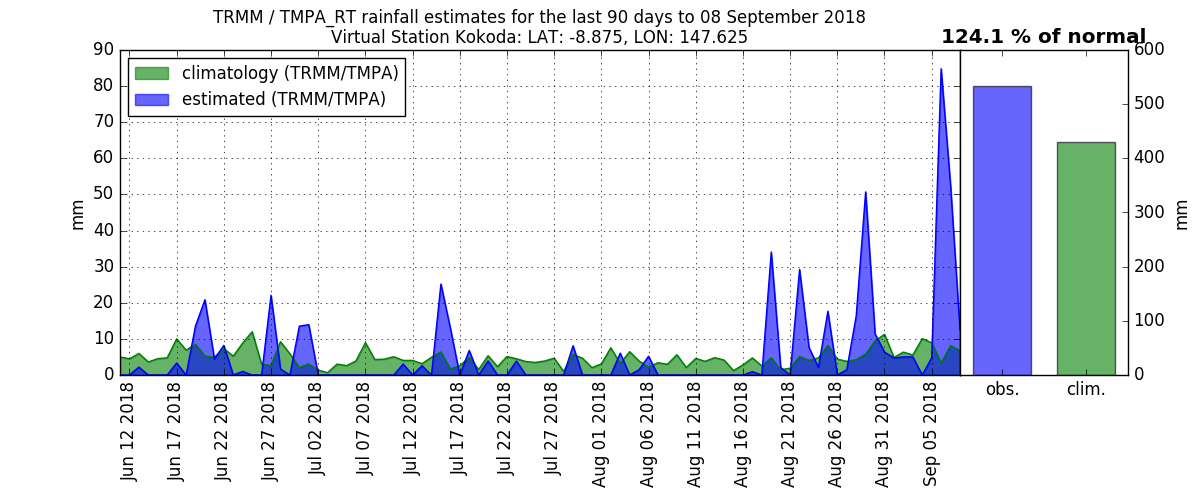 TRMM / TMPA_RT rainfall estimates for the last 90 days to 08 September 2018
Virtual Station Kokoda: LAT: -8.875, LON: 147.625
124.1 % of normal
climatology (TRMM/TMPA)
estimated (TRMM/TMPA)
90
80
70
60
50
40
30
20
10
0
mm
600
500
400
300
200
100
0
mm
Jun 12 2018
Jun 17 2018
Jun 22 2018
Jun 27 2018
Jul 02 2018
Jul 07 2018
Jul 12 2018
Jul 17 2018
Jul 22 2018
Jul 27 2018
Aug 01 2018
Aug 06 2018
Aug 11 2018
Aug 16 2018
Aug 21 2018
Aug 26 2018
Aug 31 2018
Sep 05 2018
obs.
clim.